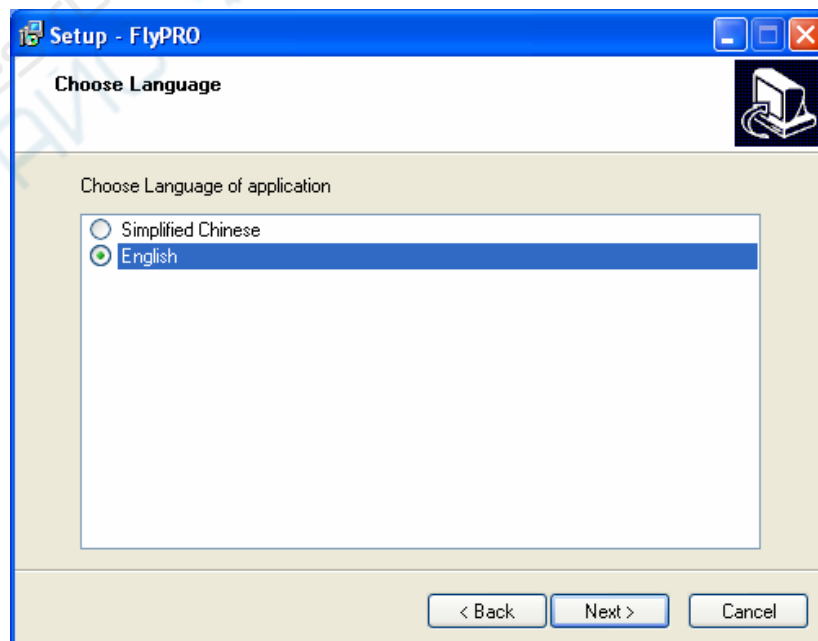 Setup - FlyPRO
Choose Language
Choose Language of application
Simplified Chinese
English
< Back
Next >
Cancel